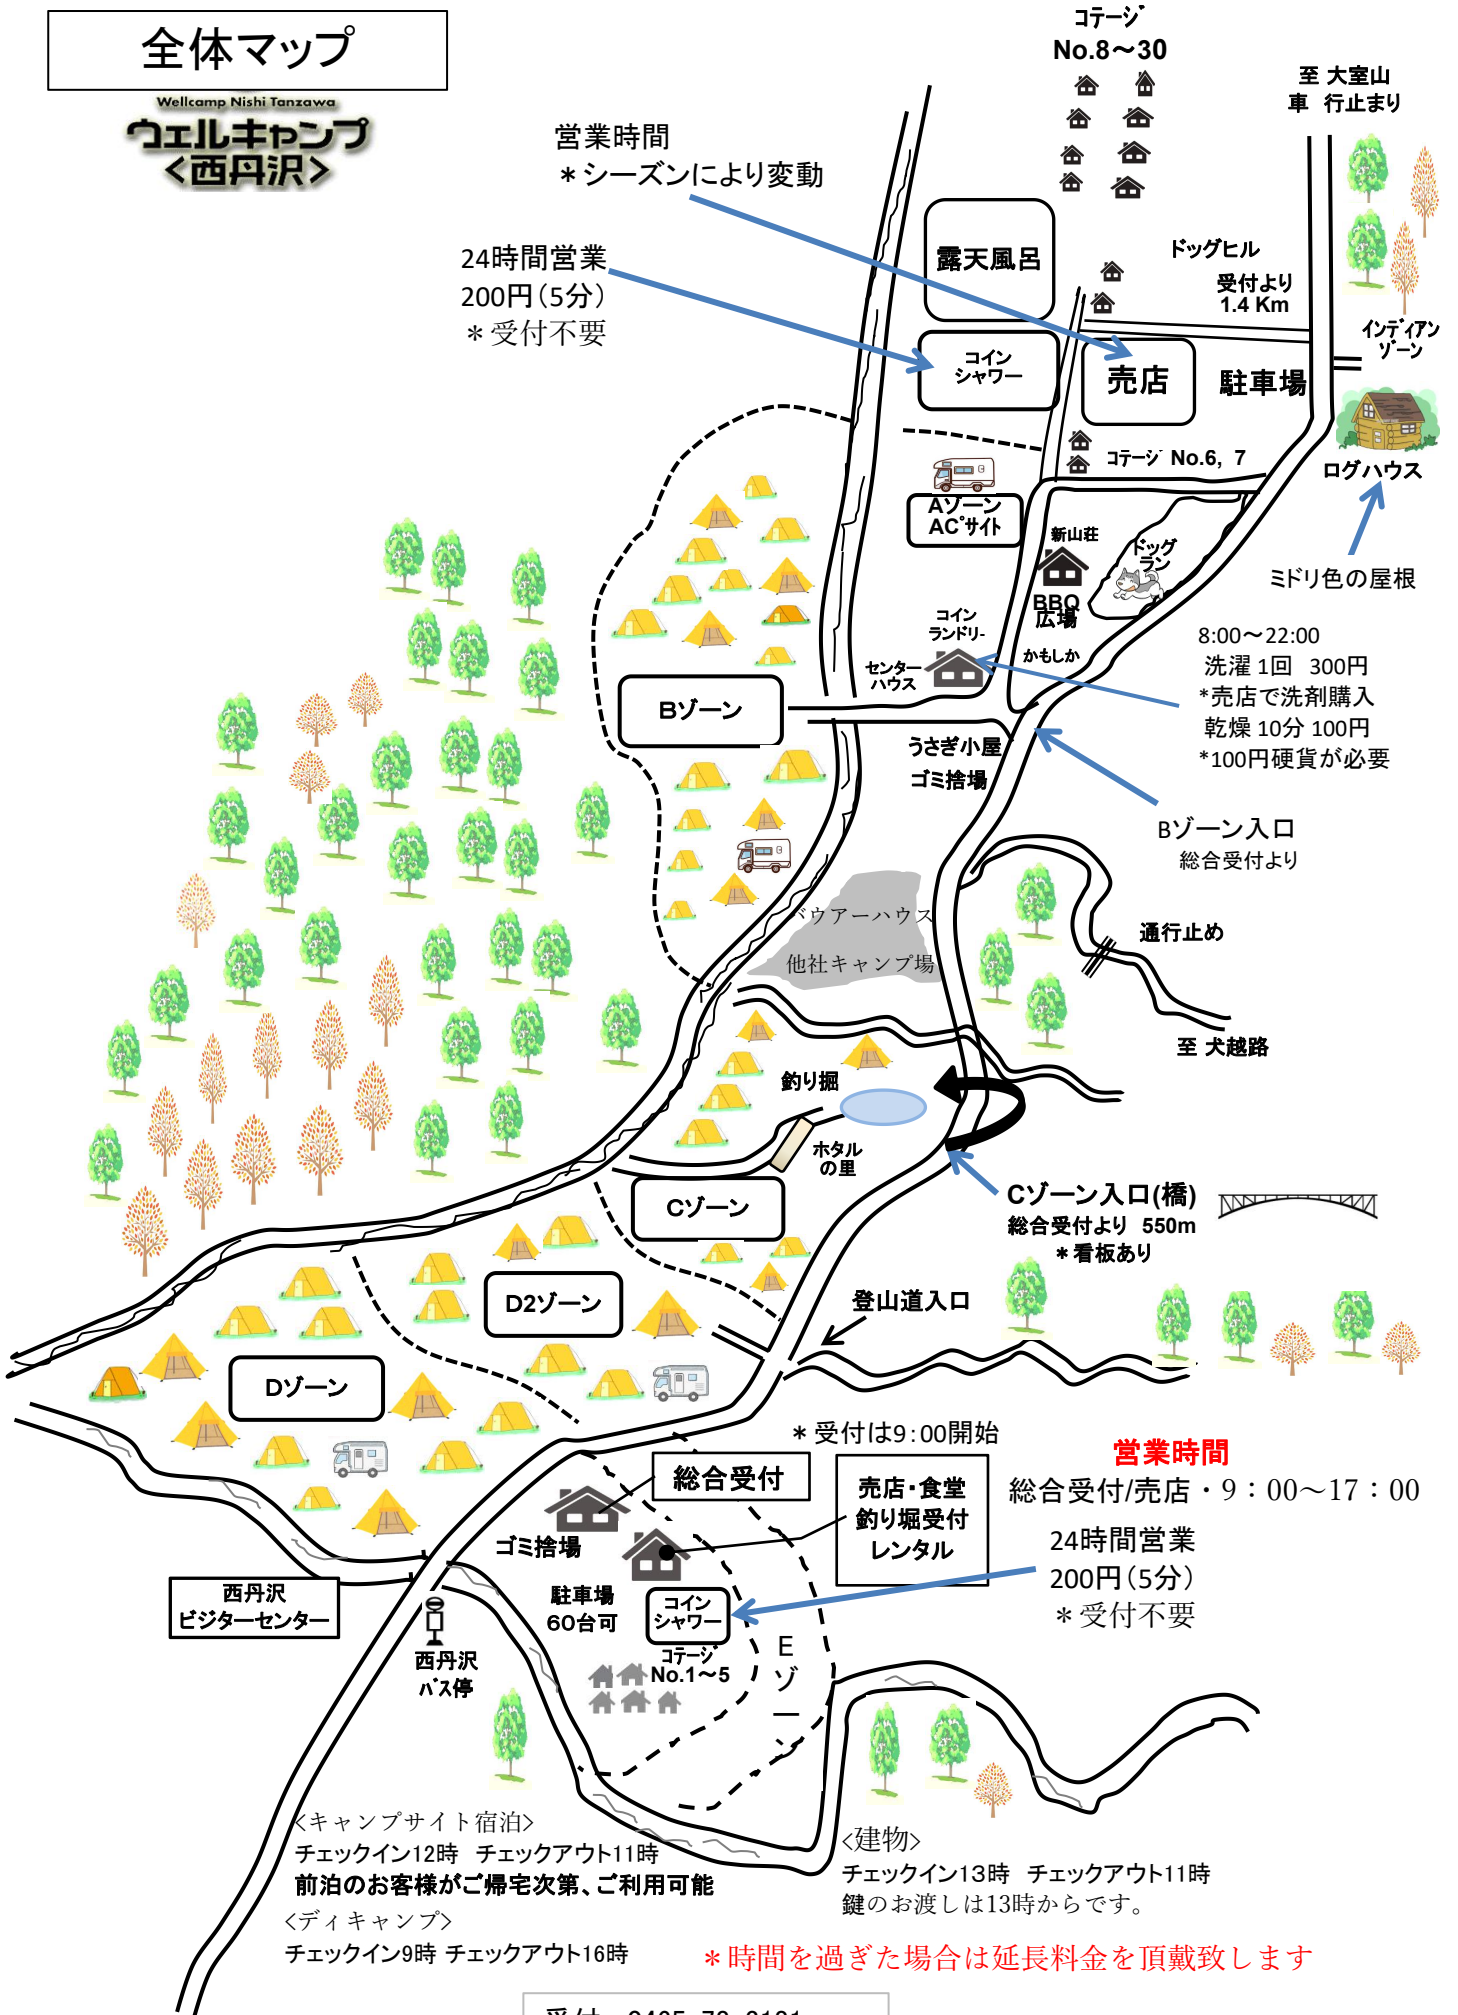 全体マップ
Wellcamp Nishi Tanzawa
ウェルキャンプ
<西丹沢>
コテージ
No.8～30
至 大室山
車 行止まり
営業時間
＊シーズンにより変動
24時間営業
200円（5分）
＊受付不要
露天風呂
ドッグヒル
受付より
1.4 Km
インディアン
ゾーン
コイン
シャワー
売店
駐車場
コテージ No.6, 7
ログハウス
ミドリ色の屋根
Aゾーン
AC サイト
新山荘
ドッグ
ラン
BBQ
広場
コイン
ランドリー
かもしか
センター
ハウス
8:00～22:00
洗濯 1回 300円
*売店で洗剤購入
乾燥 10分 100円
*100円硬貨が必要
Bゾーン
うさぎ小屋
ゴミ捨場
Bゾーン入口
総合受付より
バウアーハウス
他社キャンプ場
通行止め
至 犬越路
釣り掘
ホタル
の里
Cゾーン
Cゾーン入口(橋)
総合受付より 550m
＊看板あり
登山道入口
D2ゾーン
Dゾーン
＊受付は9:00開始
営業時間
総合受付/売店・9：00～17：00
総合受付
売店・食堂
釣り堀受付
レンタル
24時間営業
200円（5分）
＊受付不要
ゴミ捨場
駐車場
60台可
コイン
シャワー
コテージ
No.1～5
Eゾーン
西丹沢
ビジターセンター
西丹沢
バス停
<キャンプサイト宿泊>
チェックイン12時 チェックアウト11時
前泊のお客様がご帰宅次第、ご利用可能
<ディキャンプ>
チェックイン9時 チェックアウト16時
<建物>
チェックイン13時 チェックアウト11時
鍵のお渡しは13時からです。
＊時間を過ぎた場合は延長料金を頂戴致します